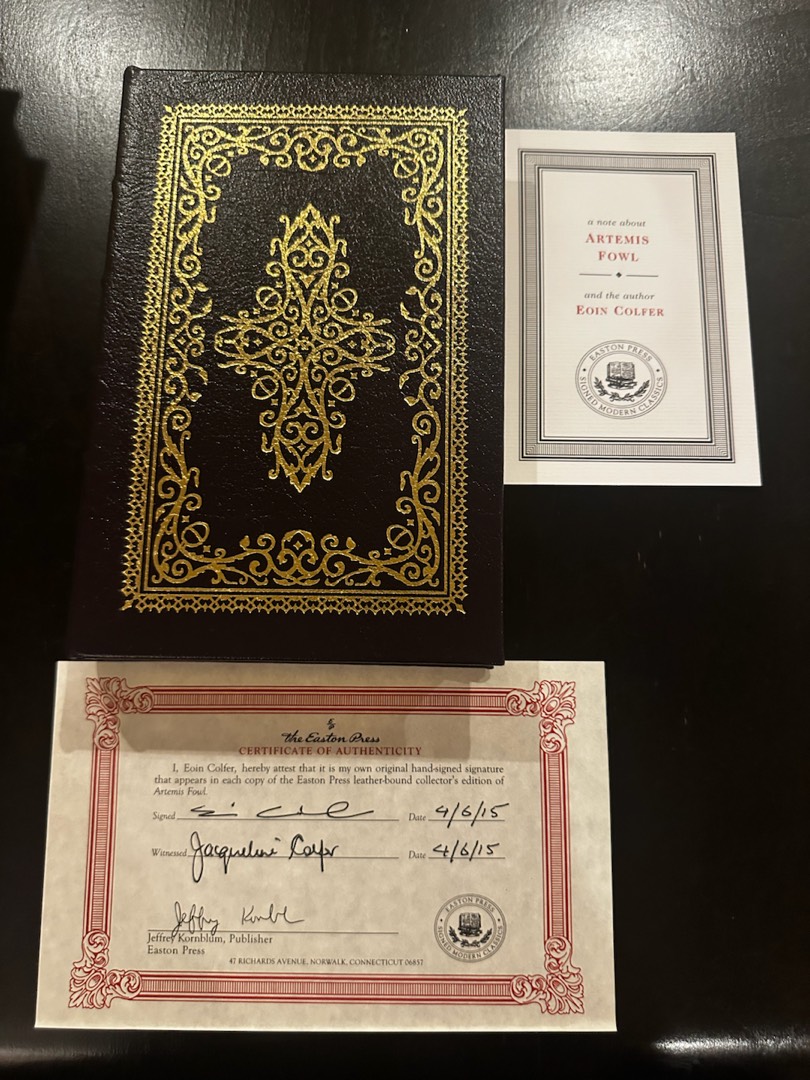 a note about
ARTEMIS
FOWL
and the author
EOIN COLFER
EASTON PRESS
SIGNED MODERN CLASSICS
EP
the Easton Press
CERTIFICATE OF AUTHENTICITY
I, Eoin Colfer, hereby attest that it is my own original hand-signed signature
that appears in each copy of the Easton Press leather-bound collector's edition of
Artemis Fowl.
Signed Date 4/6/15
Witnessed Jacqueline Colfer Date 4/6/15
Jeffrey Kornblum, Publisher
Easton Press
47 RICHARDS AVENUE, NORWALK, CONNECTICUT 06857
EASTON PRESS
SIGNED MODERN CLASSICS